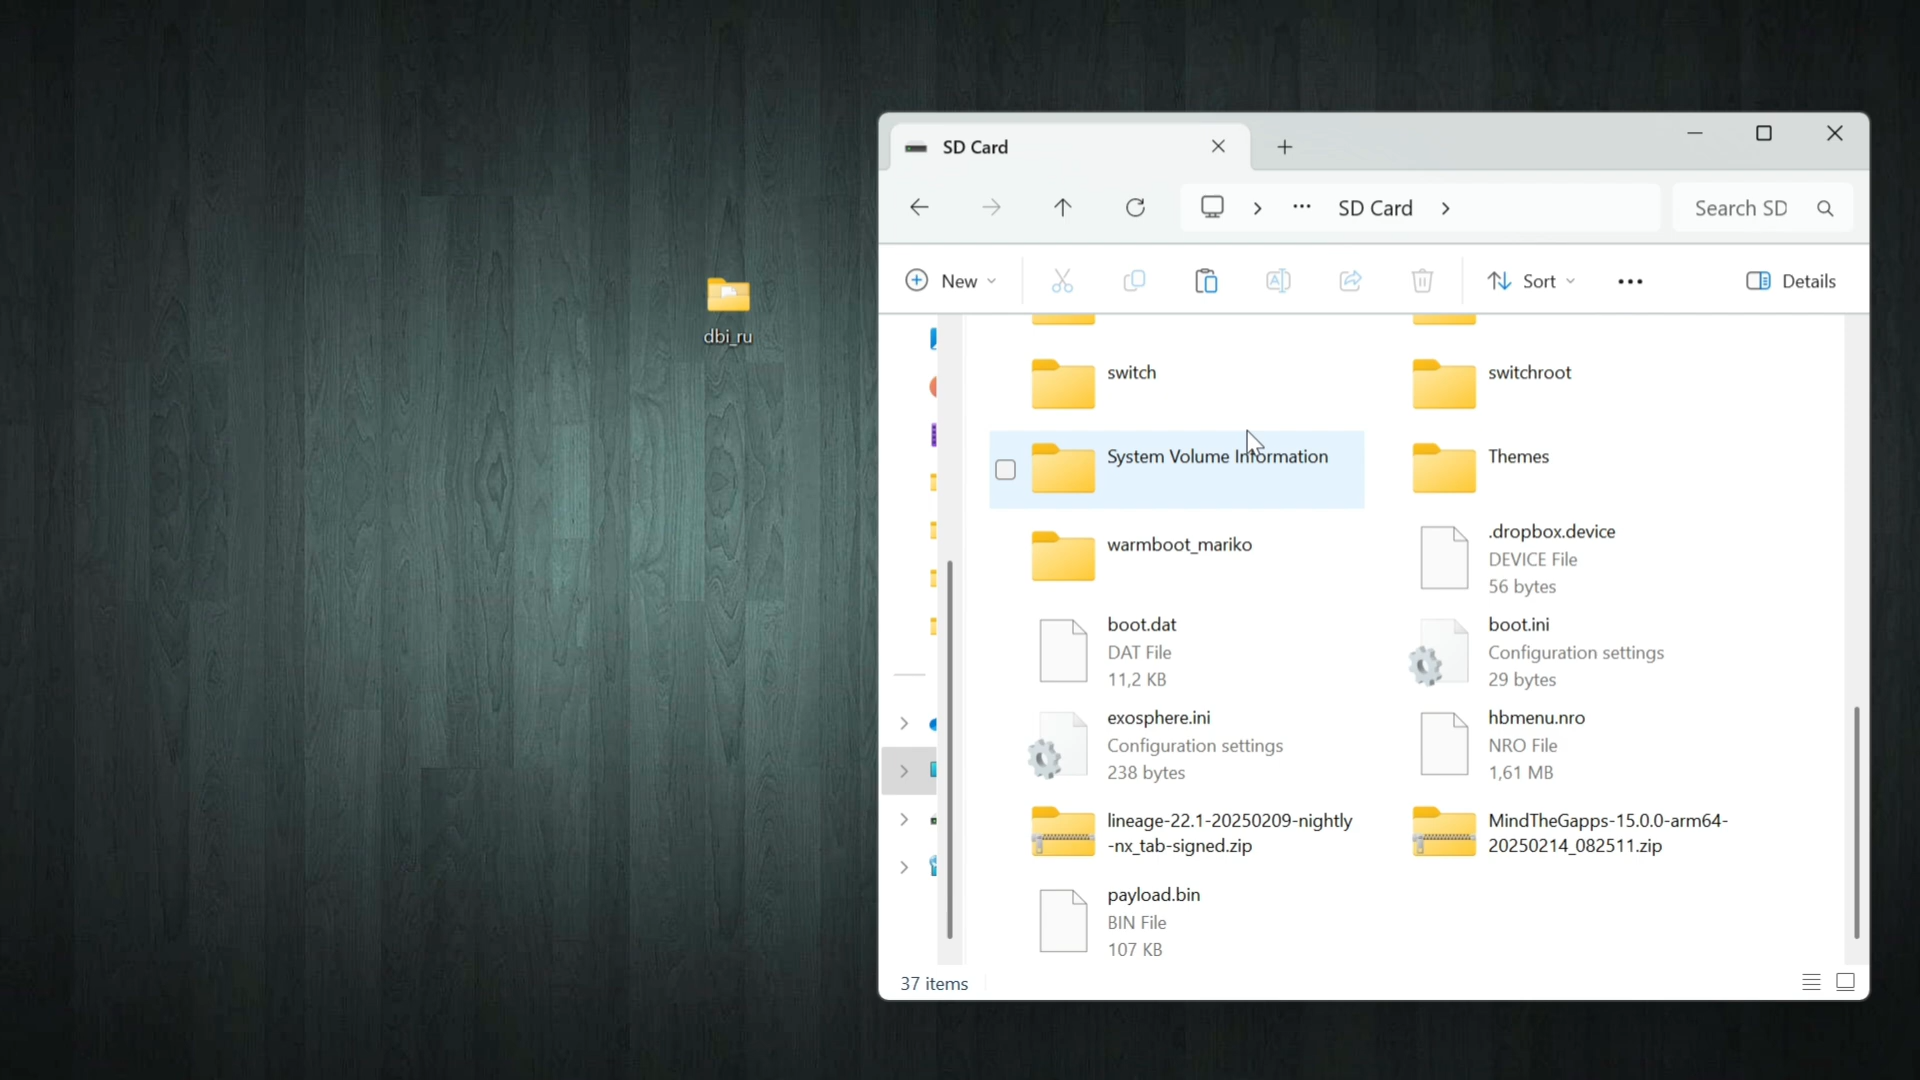 dbi_ru
SD Card
SD Card
Search SD
New
Sort
Details
switch
switchroot
System Volume Information
Themes
warmboot_mariko
.dropbox.device
DEVICE File
56 bytes
boot.dat
DAT File
11,2 KB
boot.ini
Configuration settings
29 bytes
exosphere.ini
Configuration settings
238 bytes
hbmenu.nro
NRO File
1,61 MB
lineage-22.1-20250209-nightly
-nx_tab-signed.zip
MindTheGapps-15.0.0-arm64-
20250214_082511.zip
payload.bin
BIN File
107 KB
37 items